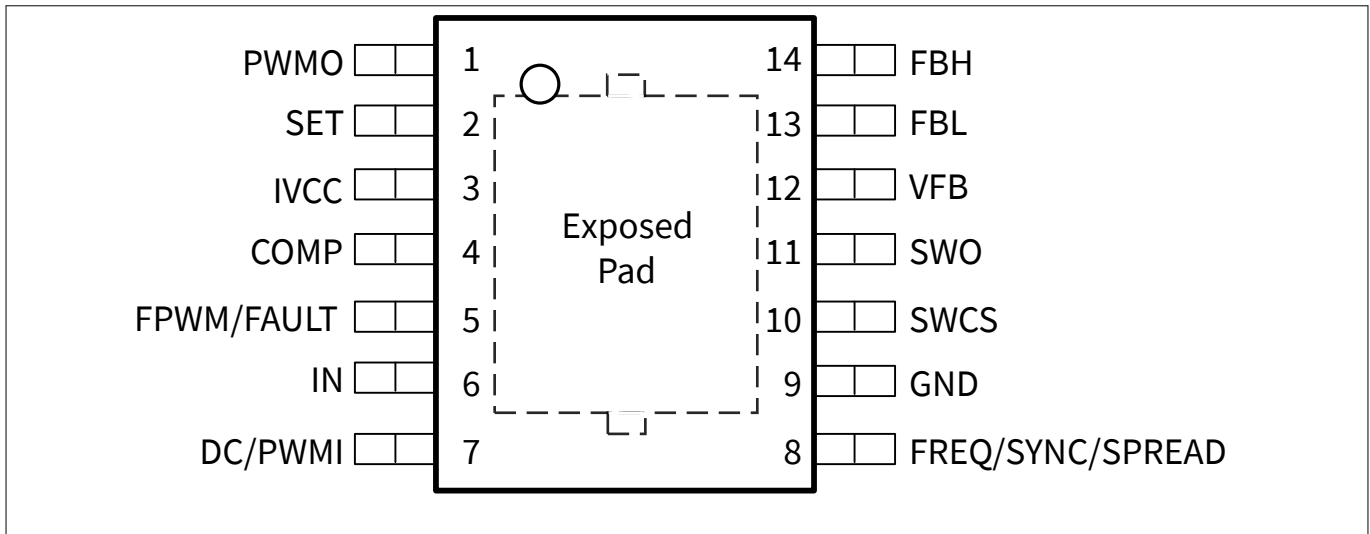 PWMO 1 14 FBH
SET 2 13 FBL
IVCC 3 12 VFB
Exposed
COMP 4 11 SWO
Pad
FPWM/FAULT 5 10 SWCS
IN 6 9 GND
DC/PWMI 7 8 FREQ/SYNC/SPREAD